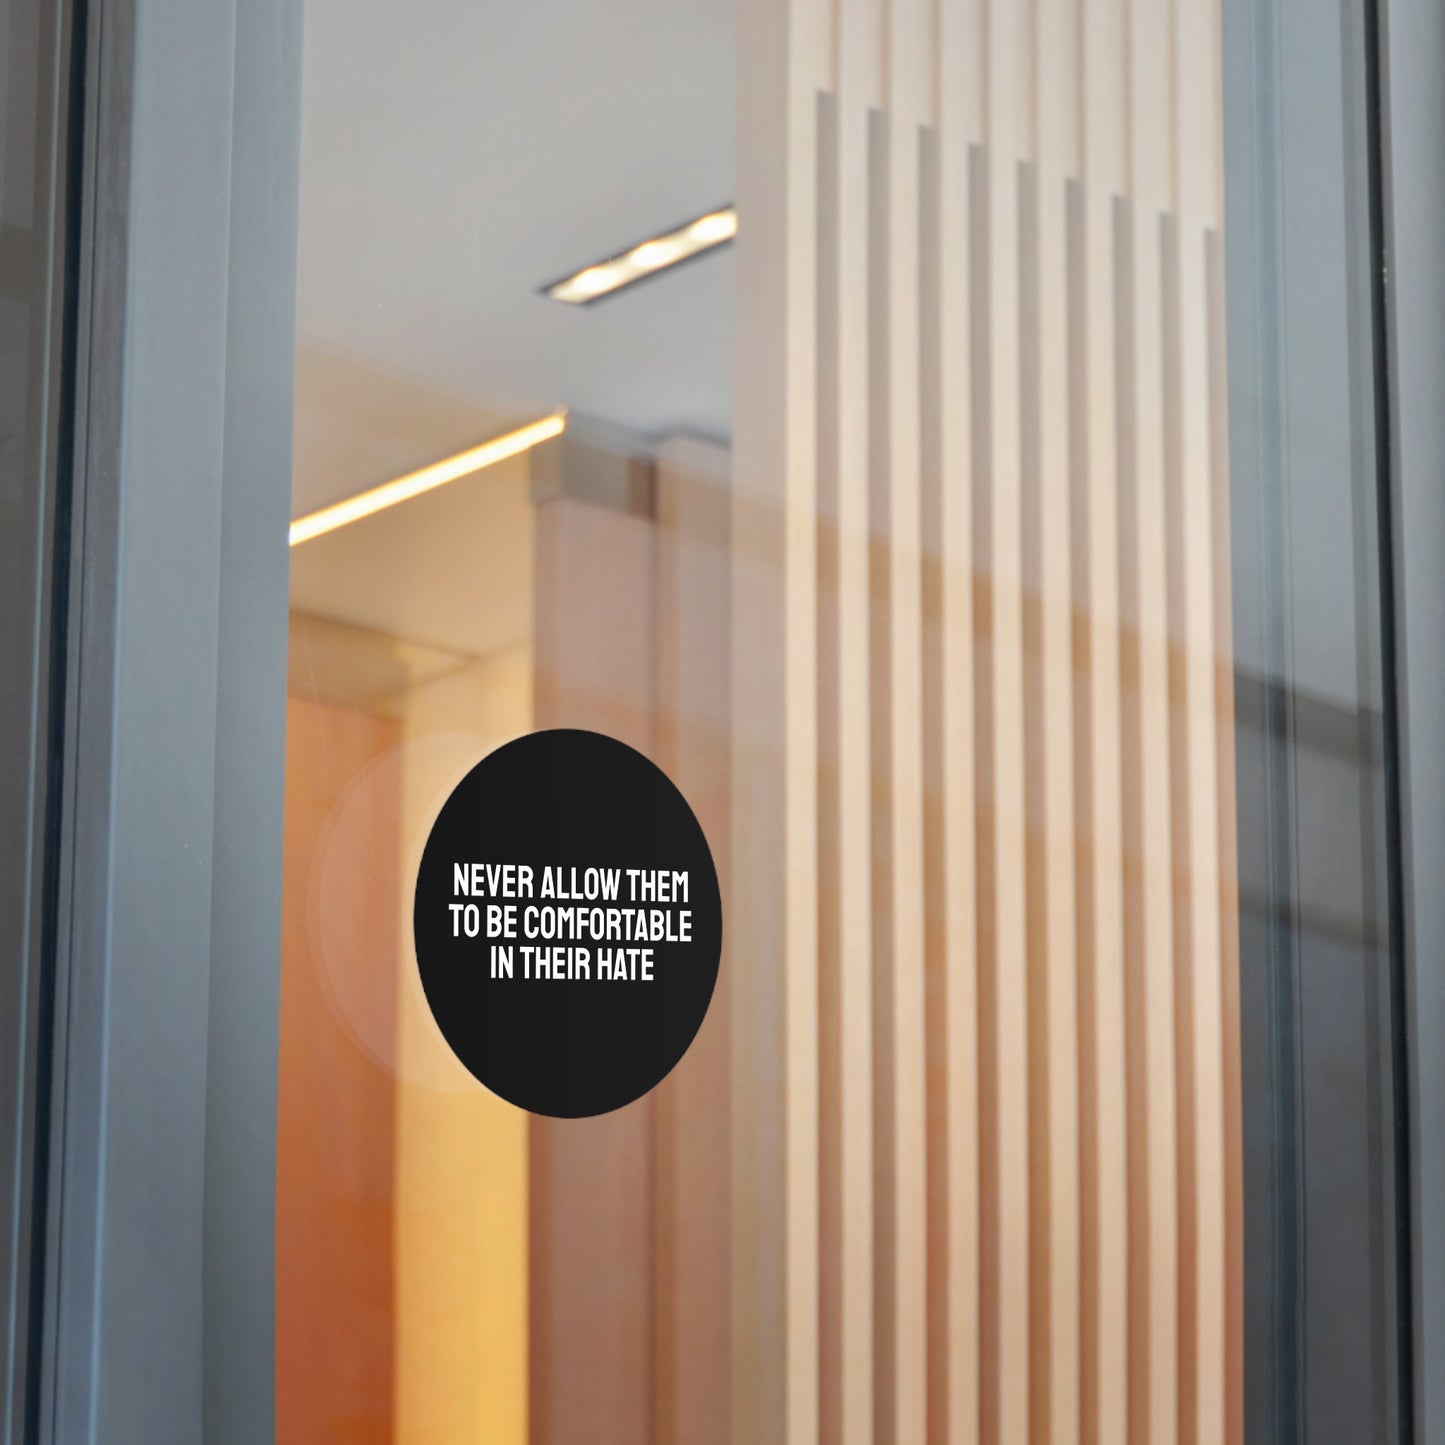 NEVER ALLOW THEM
TO BE COMFORTABLE
IN THEIR HATE